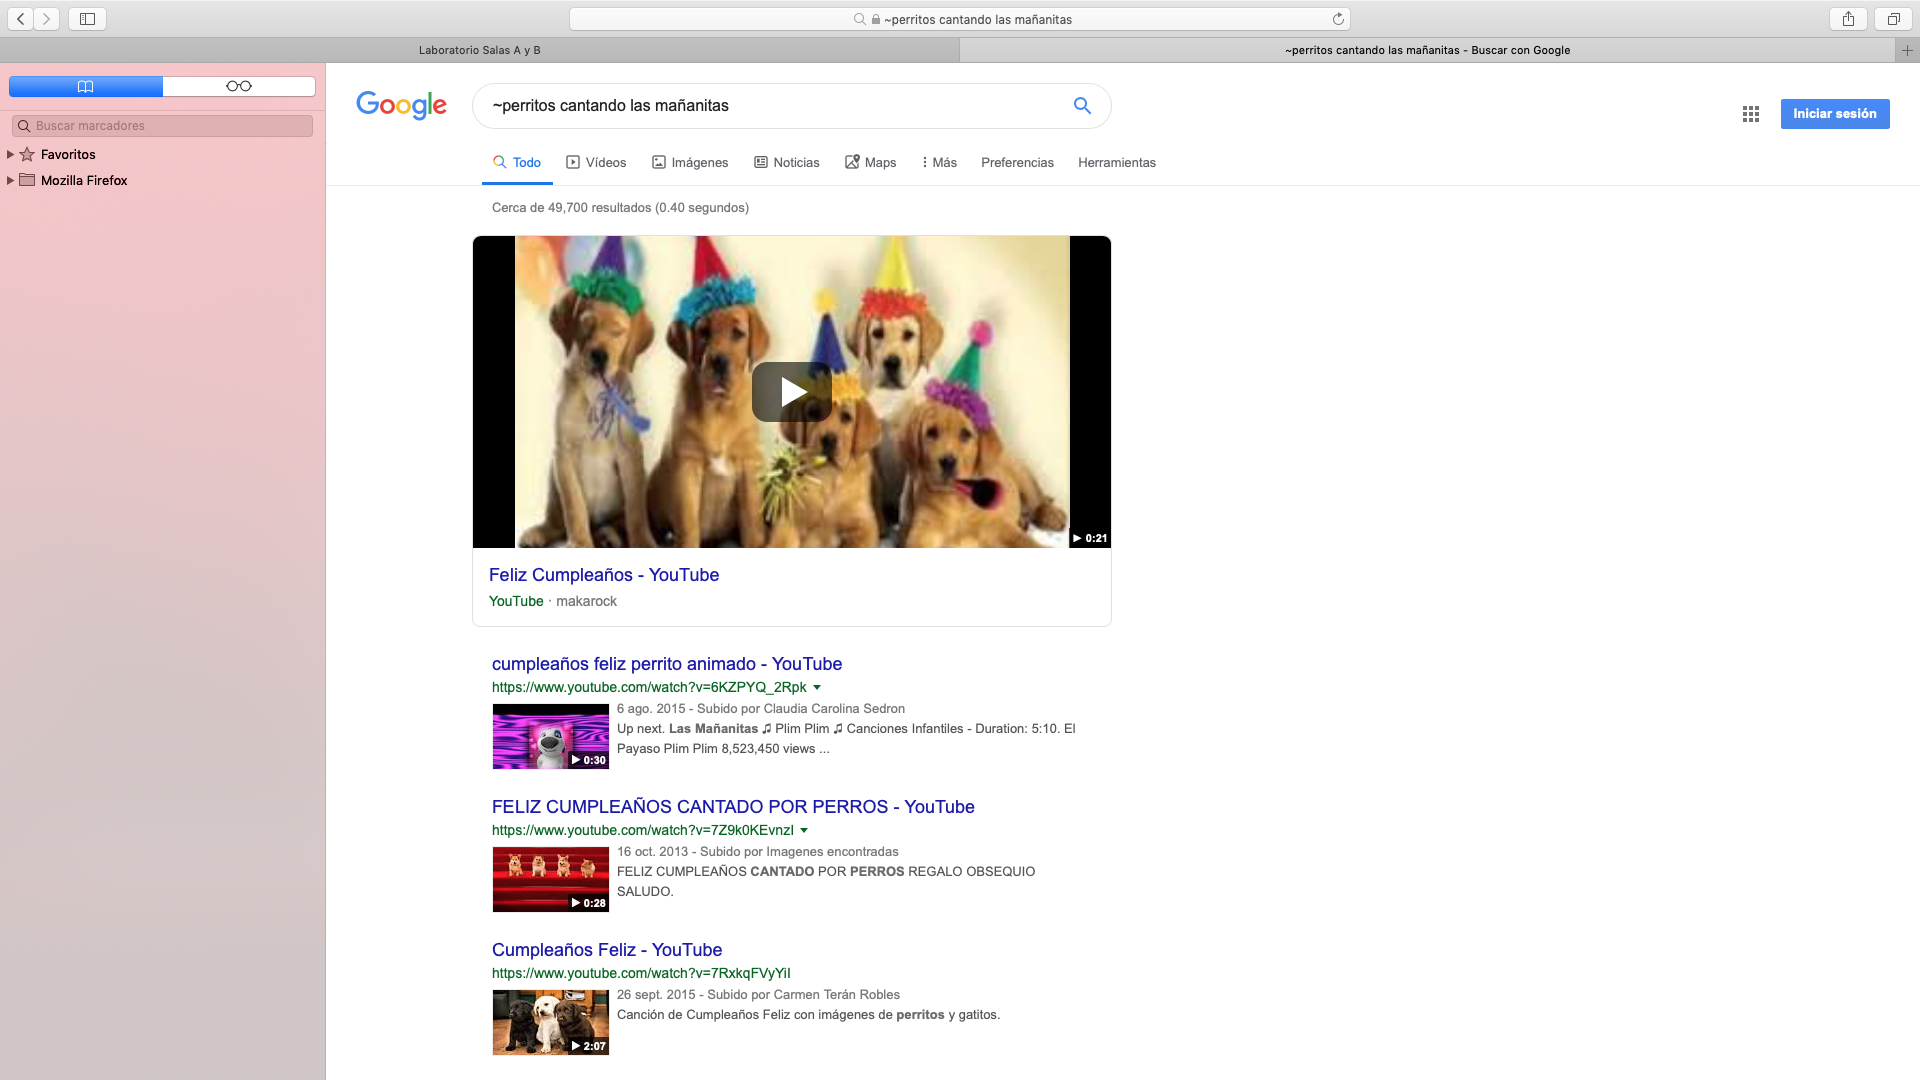 ~perritos cantando las mañanitas
Laboratorio Salas A y B
~perritos cantando las mañanitas - Buscar con Google
Buscar marcadores
Favoritos
Mozilla Firefox
Google
~perritos cantando las mañanitas
Iniciar sesión
Todo Vídeos Imágenes Noticias Maps Más Preferencias Herramientas
Cerca de 49,700 resultados (0.40 segundos)
0:21
Feliz Cumpleaños - YouTube
YouTube · makarock
cumpleaños feliz perrito animado - YouTube
https://www.youtube.com/watch?v=6KZPYQ_2Rpk
6 ago. 2015 - Subido por Claudia Carolina Sedron
Up next. Las Mañanitas ♫ Plim Plim ♫ Canciones Infantiles - Duration: 5:10. El
Payaso Plim Plim 8,523,450 views ...
0:30
FELIZ CUMPLEAÑOS CANTADO POR PERROS - YouTube
https://www.youtube.com/watch?v=7Z9k0KEvnzI
16 oct. 2013 - Subido por Imagenes encontradas
FELIZ CUMPLEAÑOS CANTADO POR PERROS REGALO OBSEQUIO
SALUDO.
0:28
Cumpleaños Feliz - YouTube
https://www.youtube.com/watch?v=7RxkqFVyYiI
26 sept. 2015 - Subido por Carmen Terán Robles
Canción de Cumpleaños Feliz con imágenes de perritos y gatitos.
2:07